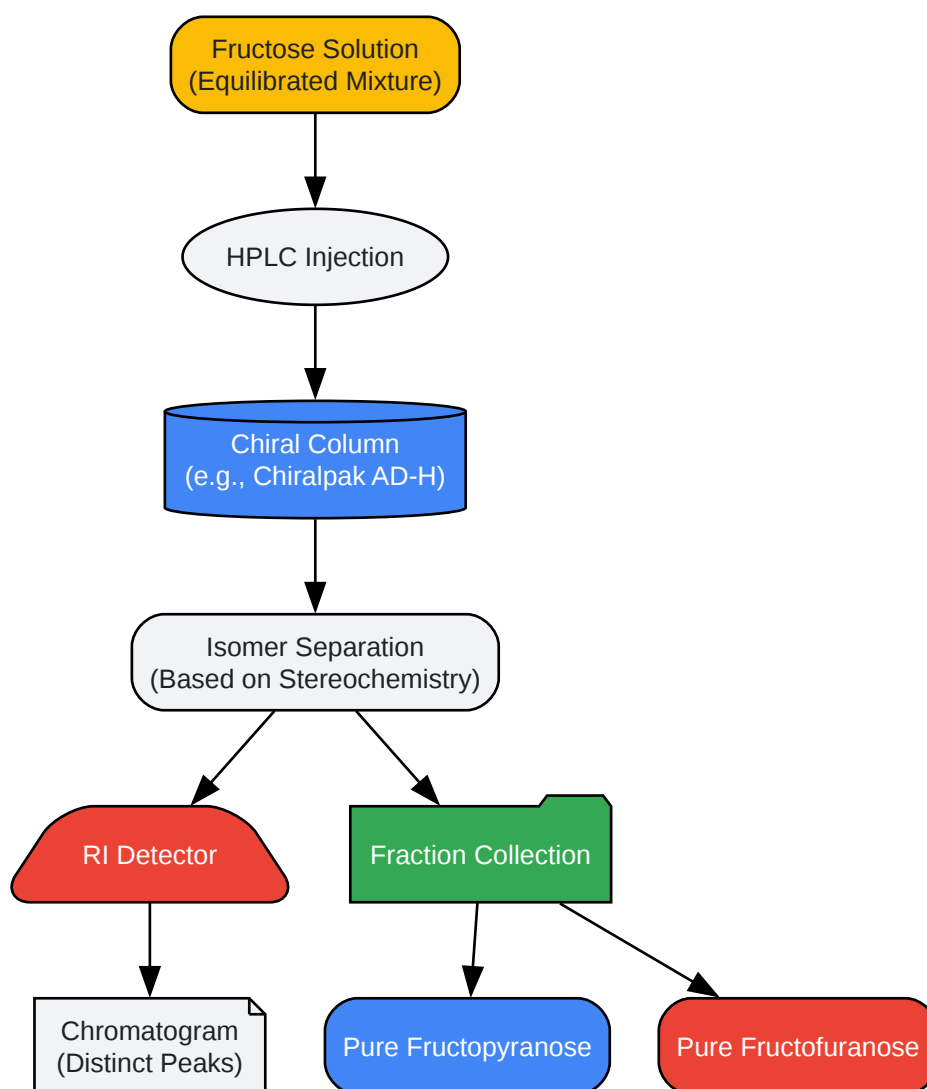 Fructose Solution
(Equilibrated Mixture)
HPLC Injection
Chiral Column
(e.g., Chiralpak AD-H)
Isomer Separation
(Based on Stereochemistry)
RI Detector
Fraction Collection
Chromatogram
(Distinct Peaks)
Pure Fructopyranose
Pure Fructofuranose